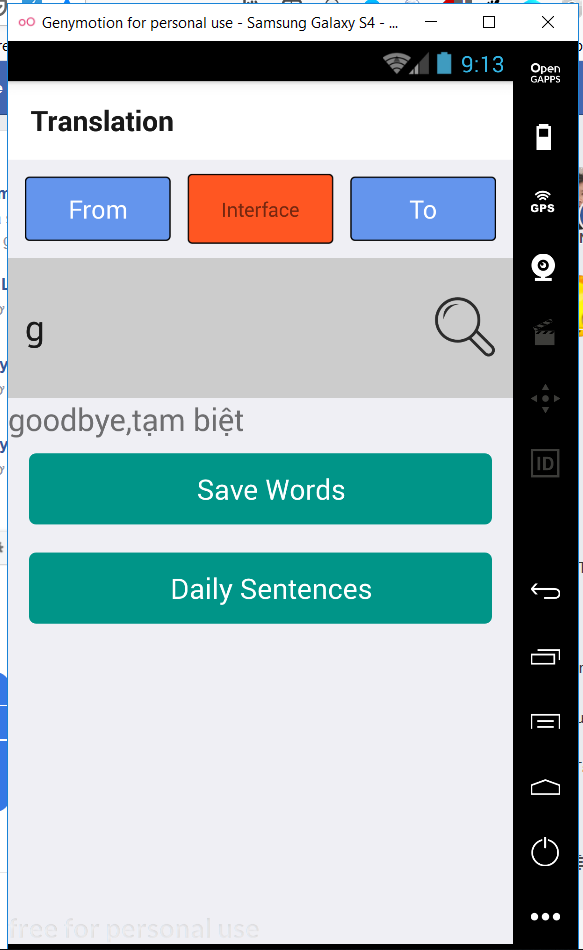 Genymotion for personal use - Samsung Galaxy S4 - ...
9:13
Open
GAPPS
Translation
From
Interface
To
GPS
g
goodbye,tạm biệt
ID
Save Words
Daily Sentences
free for personal use